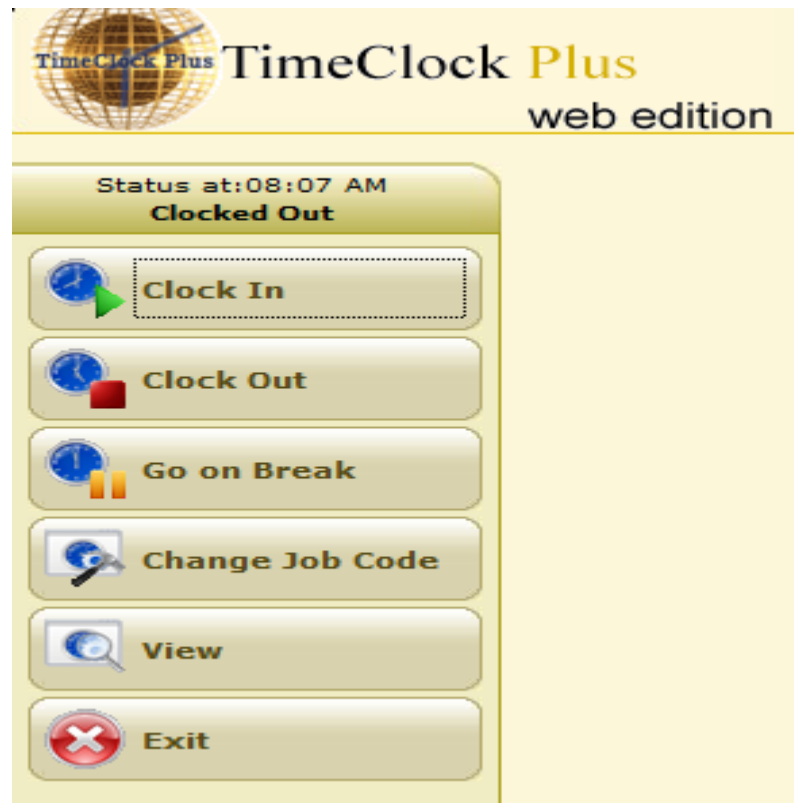 TimeClock Plus
TimeClock Plus
web edition
Status at:08:07 AM
Clocked Out
Clock In
Clock Out
Go on Break
Change Job Code
View
Exit